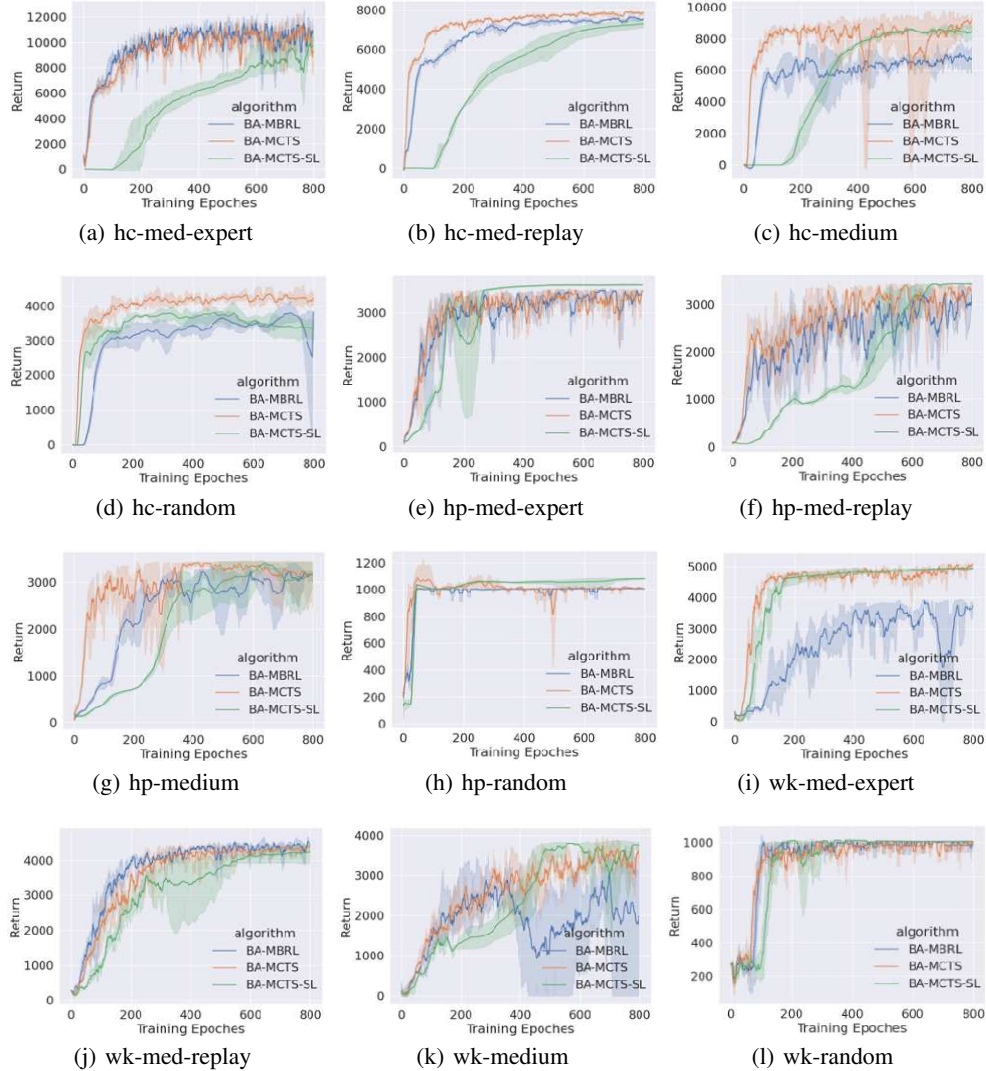 12000
10000
8000
6000
4000
2000
0
Return
algorithm
BA-MBRL
BA-MCTS
BA-MCTS-SL
0 200 400 600 800
Training Epoches
(a) hc-med-expert
8000
6000
4000
2000
0
Return
algorithm
BA-MBRL
BA-MCTS
BA-MCTS-SL
0 200 400 600 800
Training Epoches
(b) hc-med-replay
10000
8000
6000
4000
2000
0
Return
algorithm
BA-MBRL
BA-MCTS
BA-MCTS-SL
0 200 400 600 800
Training Epoches
(c) hc-medium
4000
3000
2000
1000
0
Return
algorithm
BA-MBRL
BA-MCTS
BA-MCTS-SL
0 200 400 600 800
Training Epoches
(d) hc-random
3000
2000
1000
0
Return
algorithm
BA-MBRL
BA-MCTS
BA-MCTS-SL
0 200 400 600 800
Training Epoches
(e) hp-med-expert
3000
2000
1000
0
Return
algorithm
BA-MBRL
BA-MCTS
BA-MCTS-SL
0 200 400 600 800
Training Epoches
(f) hp-med-replay
3000
2000
1000
0
Return
algorithm
BA-MBRL
BA-MCTS
BA-MCTS-SL
0 200 400 600 800
Training Epoches
(g) hp-medium
1200
1000
800
600
400
200
0
Return
algorithm
BA-MBRL
BA-MCTS
BA-MCTS-SL
0 200 400 600 800
Training Epoches
(h) hp-random
5000
4000
3000
2000
1000
0
Return
algorithm
BA-MBRL
BA-MCTS
BA-MCTS-SL
0 200 400 600 800
Training Epoches
(i) wk-med-expert
4000
3000
2000
1000
0
Return
algorithm
BA-MBRL
BA-MCTS
BA-MCTS-SL
0 200 400 600 800
Training Epoches
(j) wk-med-replay
4000
3000
2000
1000
0
Return
algorithm
BA-MBRL
BA-MCTS
BA-MCTS-SL
0 200 400 600 800
Training Epoches
(k) wk-medium
1000
800
600
400
200
Return
algorithm
BA-MBRL
BA-MCTS
BA-MCTS-SL
0 200 400 600 800
Training Epoches
(l) wk-random